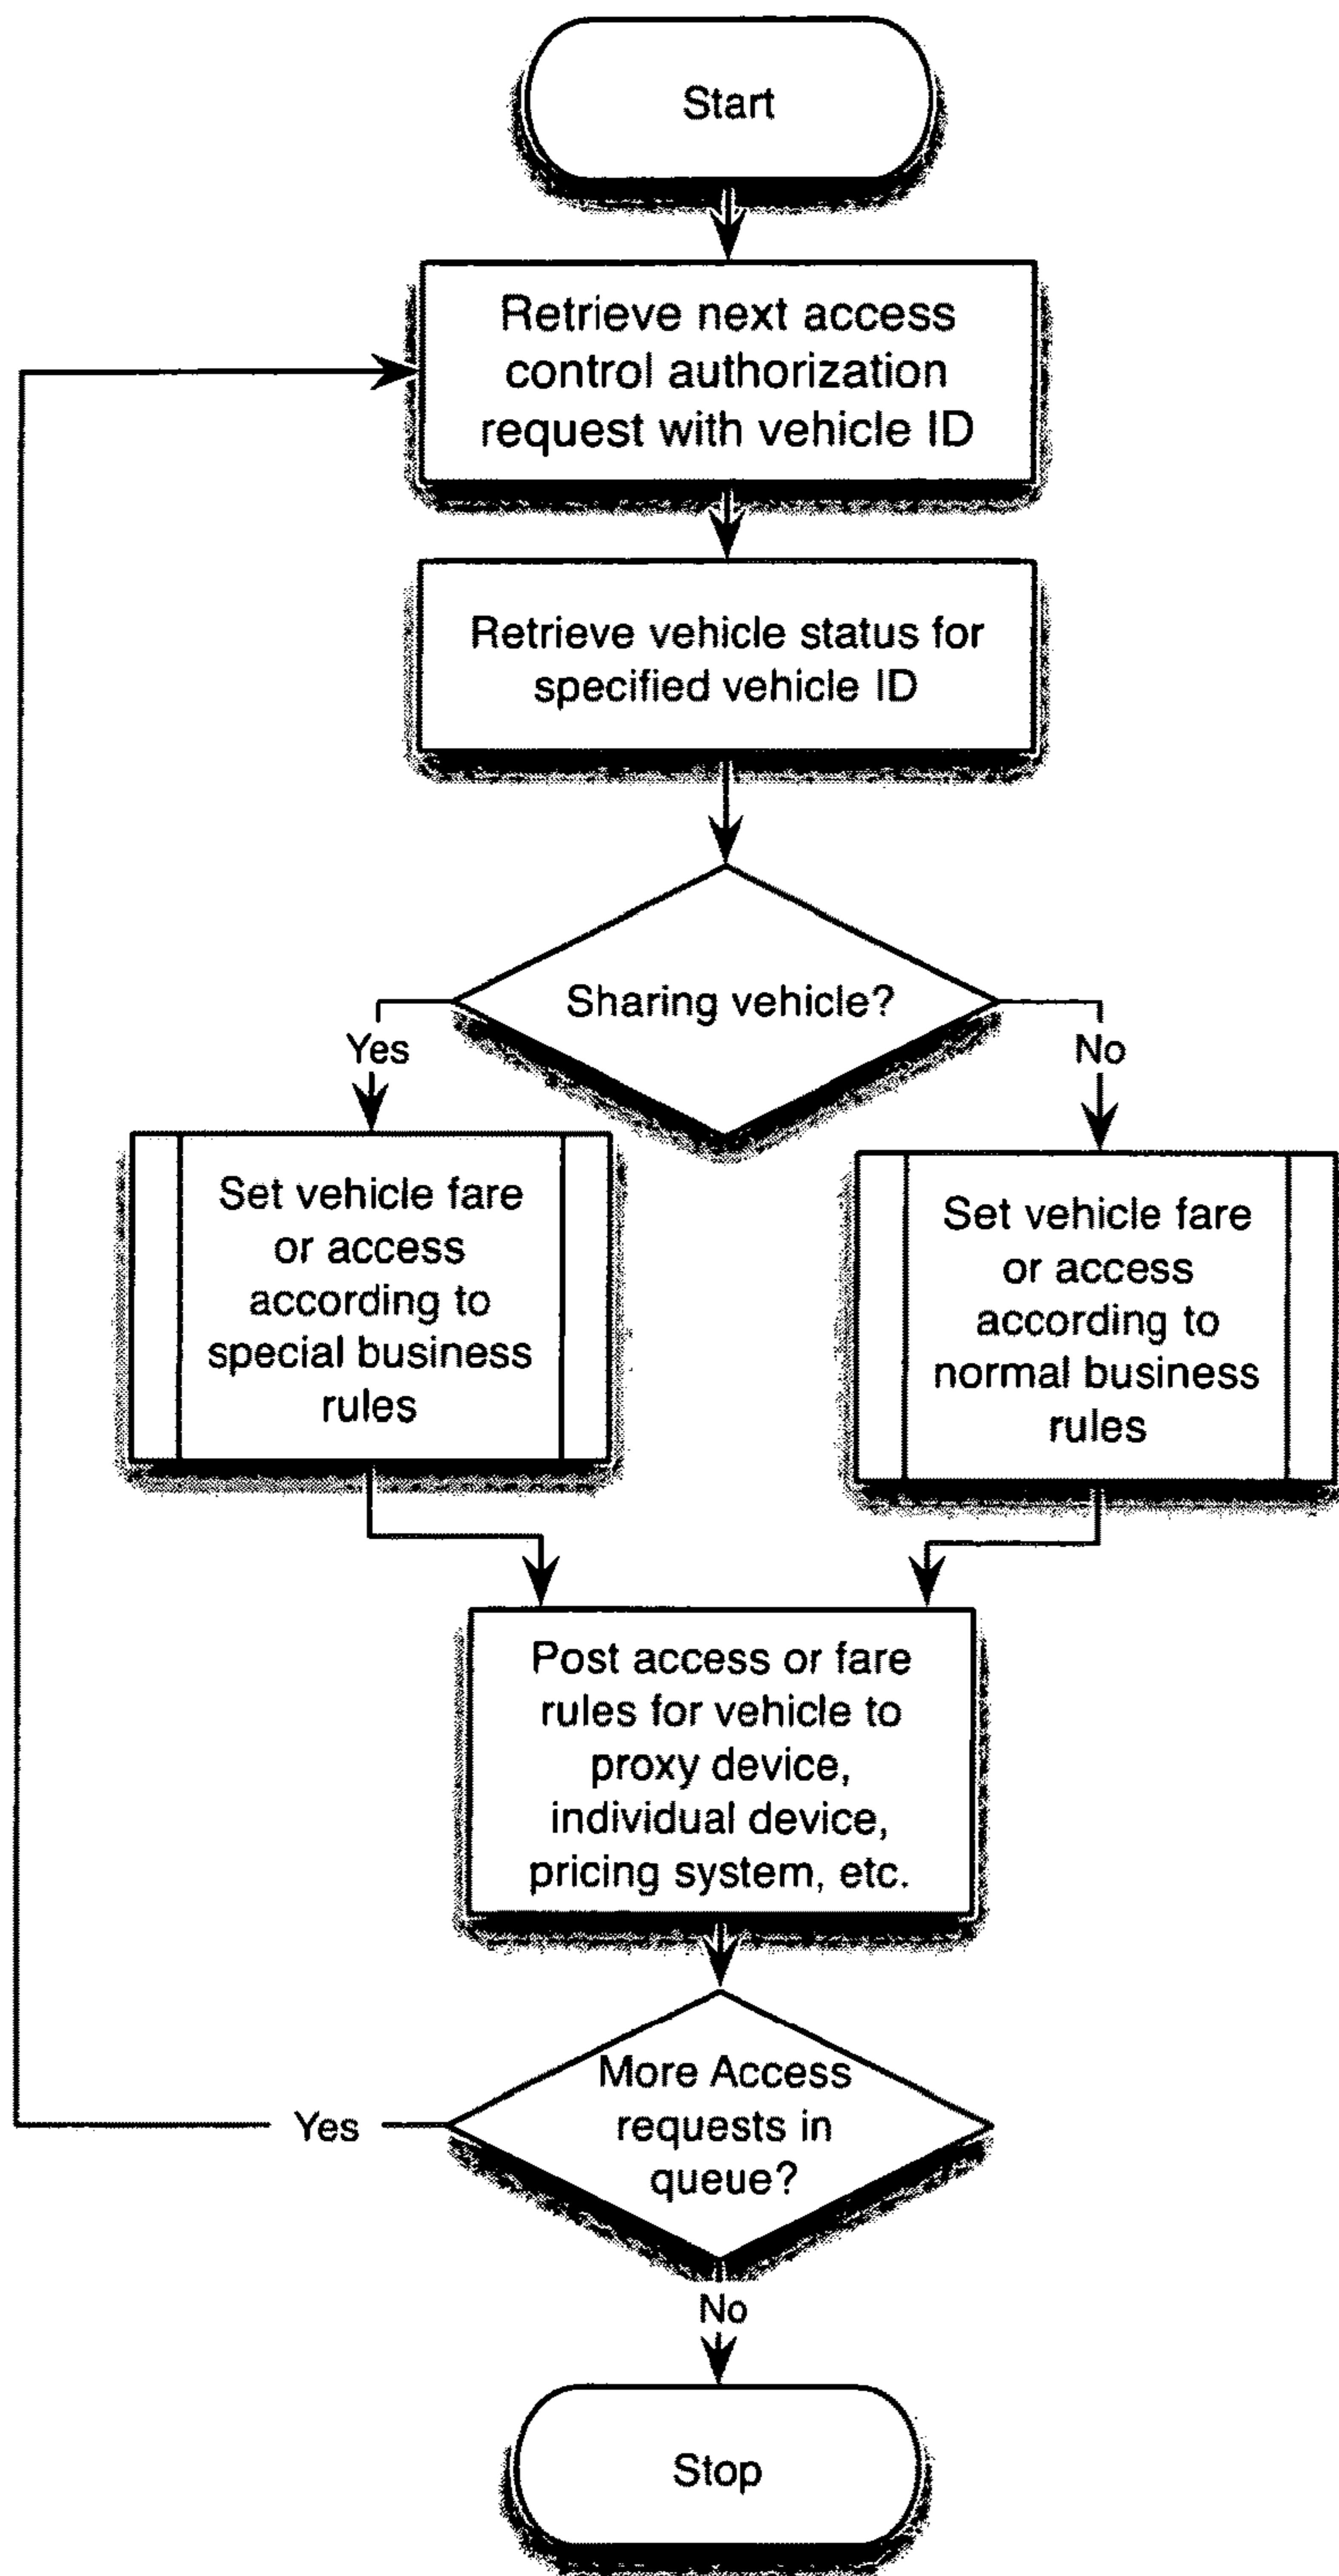 Start
Retrieve next access
control authorization
request with vehicle ID
Retrieve vehicle status for
specified vehicle ID
Sharing vehicle?
Yes
No
Set vehicle fare
or access
according to
special business
rules
Set vehicle fare
or access
according to
normal business
rules
Post access or fare
rules for vehicle to
proxy device,
individual device,
pricing system, etc.
More Access
requests in
queue?
Yes
No
Stop